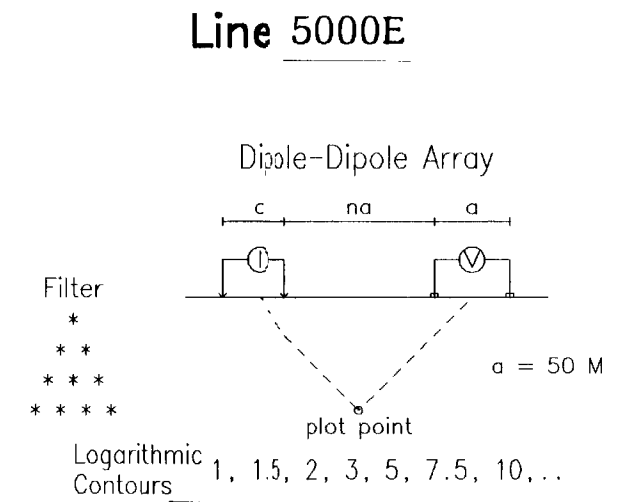 Line 5000E
Dipole-Dipole Array
c na a
I V
Filter
*
* *
* * *
* * * *
a = 50 M
plot point
Logarithmic
Contours 1, 1.5, 2, 3, 5, 7.5, 10,..